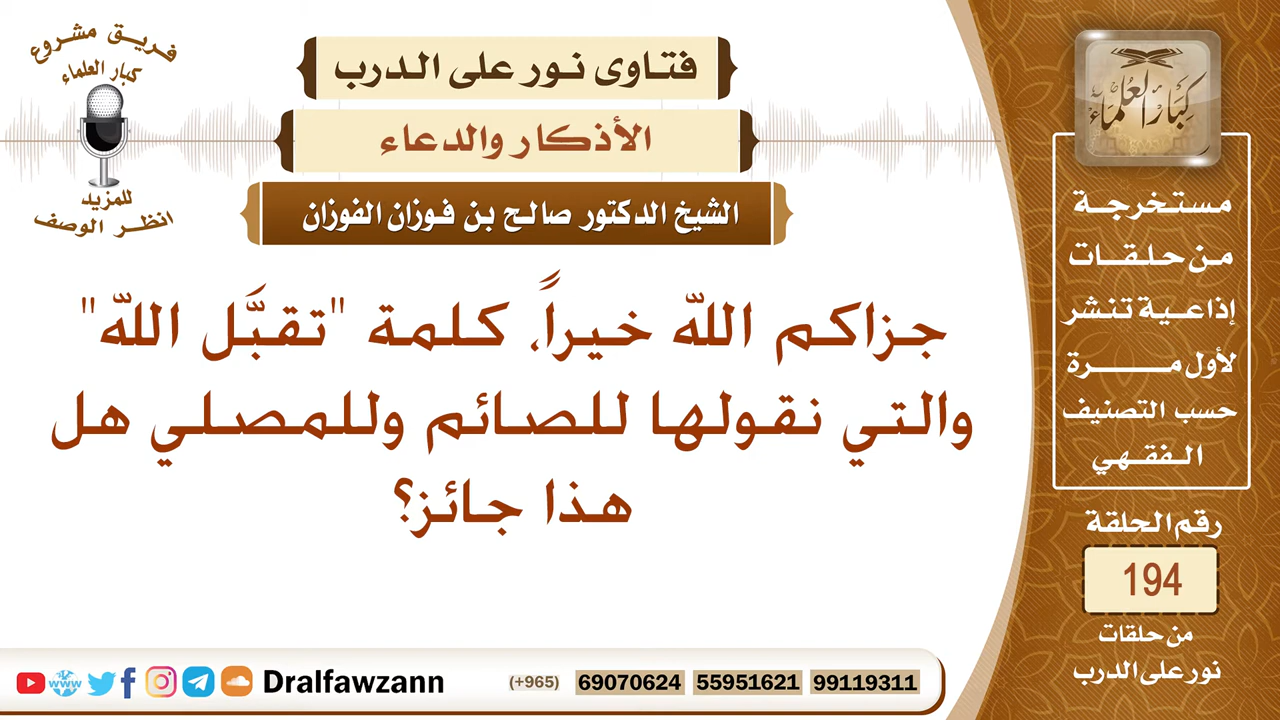 فريق مشروع
كبار العلماء
للمزيد
انظر الوصف
فتاوى نور على الدرب
الأذكار والدعاء
الشيخ الدكتور صالح بن فوزان الفوزان
جزاكم الله خيراً، كلمة "تقبَّل الله"
والتي نقولها للصائم وللمصلي هل
هذا جائز؟
كبار العلماء
مستخرجة
من حلقات
إذاعية تنشر
لأول مرة
حسب التصنيف
الفقهي
رقم الحلقة
194
من حلقات
نور على الدرب
www Dralfawzann (+965) 69070624 55951621 99119311